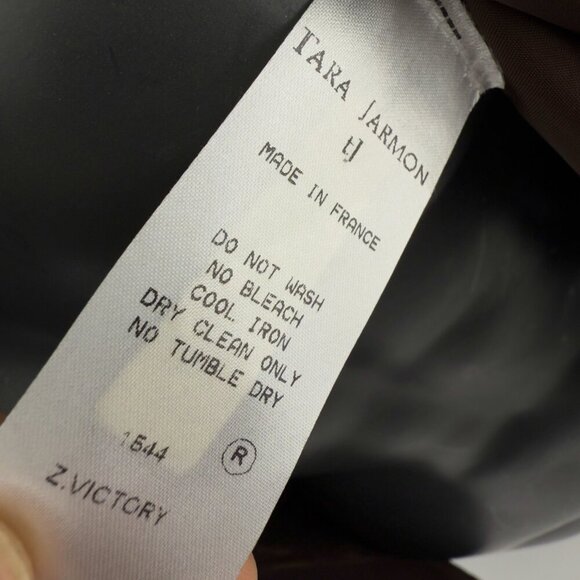 TARA JARMON
tJ
MADE IN FRANCE
DO NOT WASH
NO BLEACH
COOL IRON
DRY CLEAN ONLY
NO TUMBLE DRY
1544 ®
Z.VICTORY